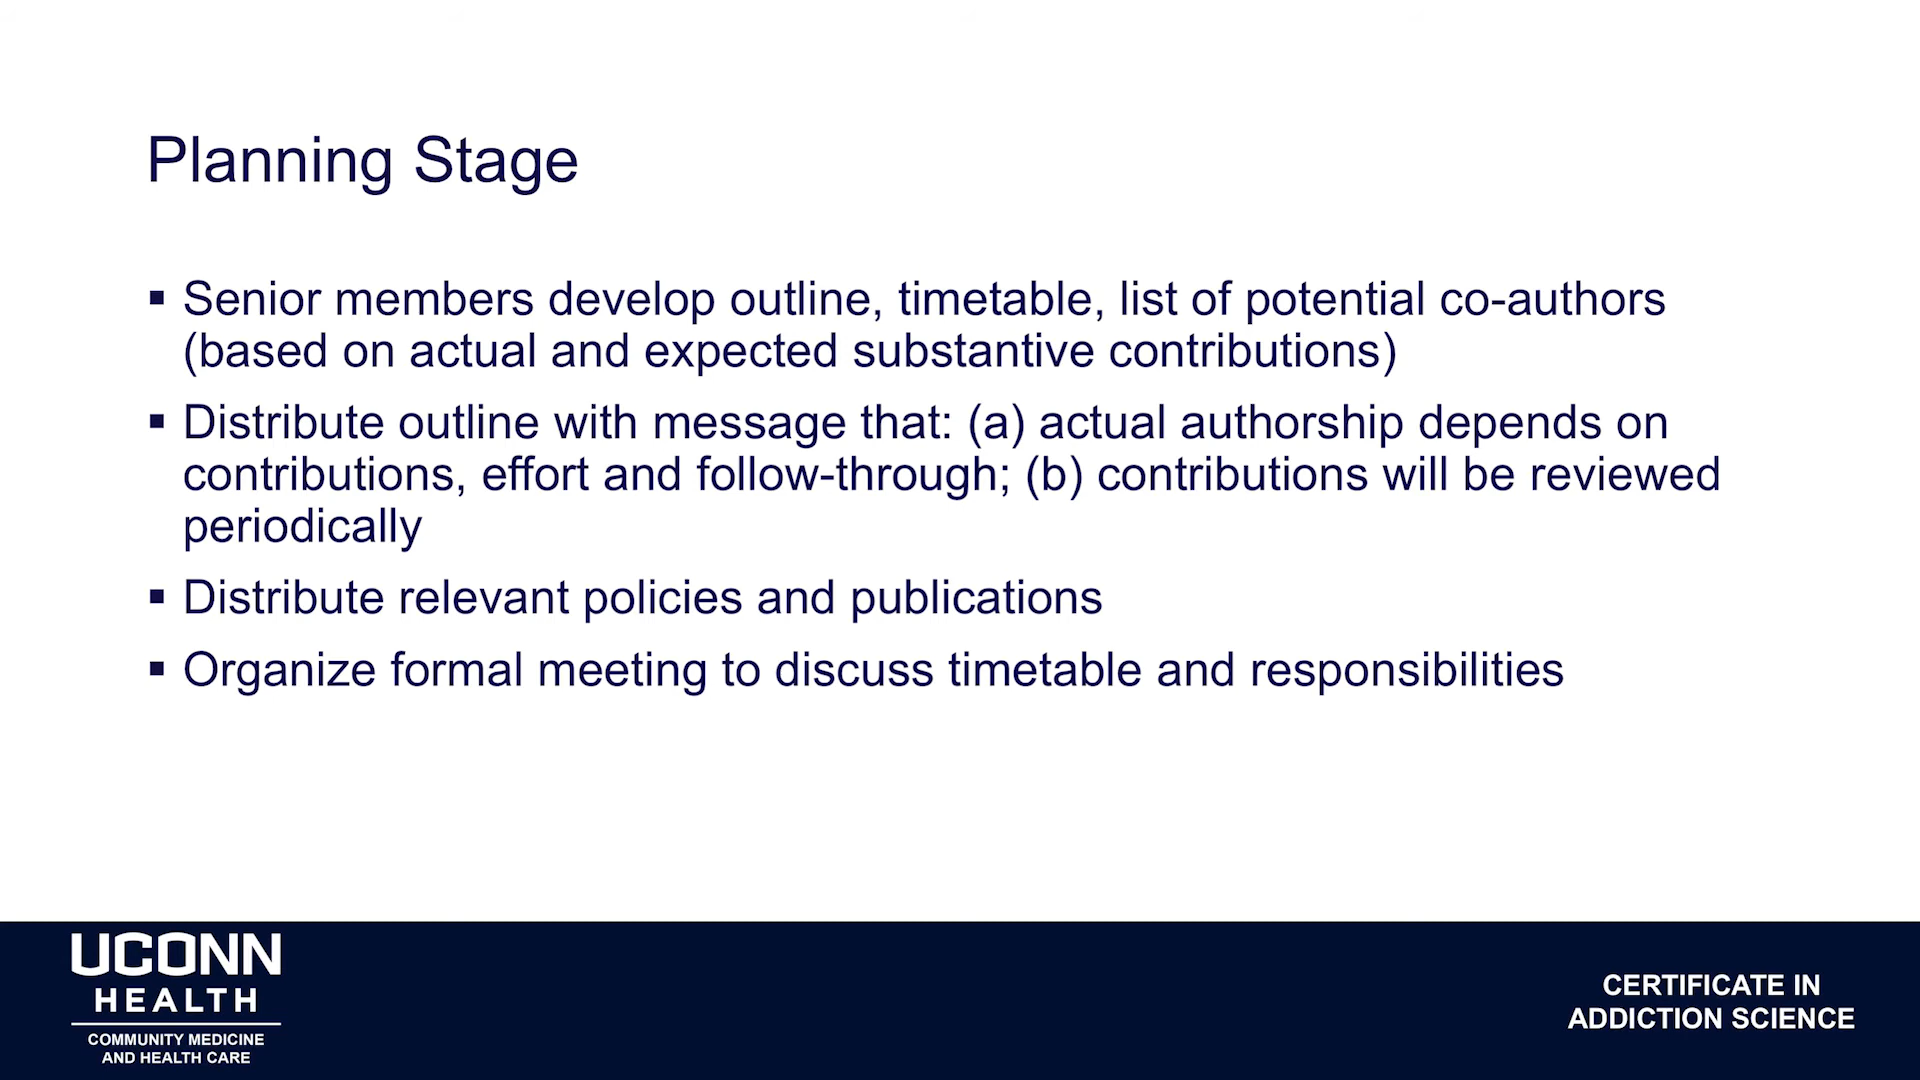 Planning Stage
▪ Senior members develop outline, timetable, list of potential co-authors
(based on actual and expected substantive contributions)
▪ Distribute outline with message that: (a) actual authorship depends on
contributions, effort and follow-through; (b) contributions will be reviewed
periodically
▪ Distribute relevant policies and publications
▪ Organize formal meeting to discuss timetable and responsibilities
UCONN
HEALTH
COMMUNITY MEDICINE
AND HEALTH CARE
CERTIFICATE IN
ADDICTION SCIENCE